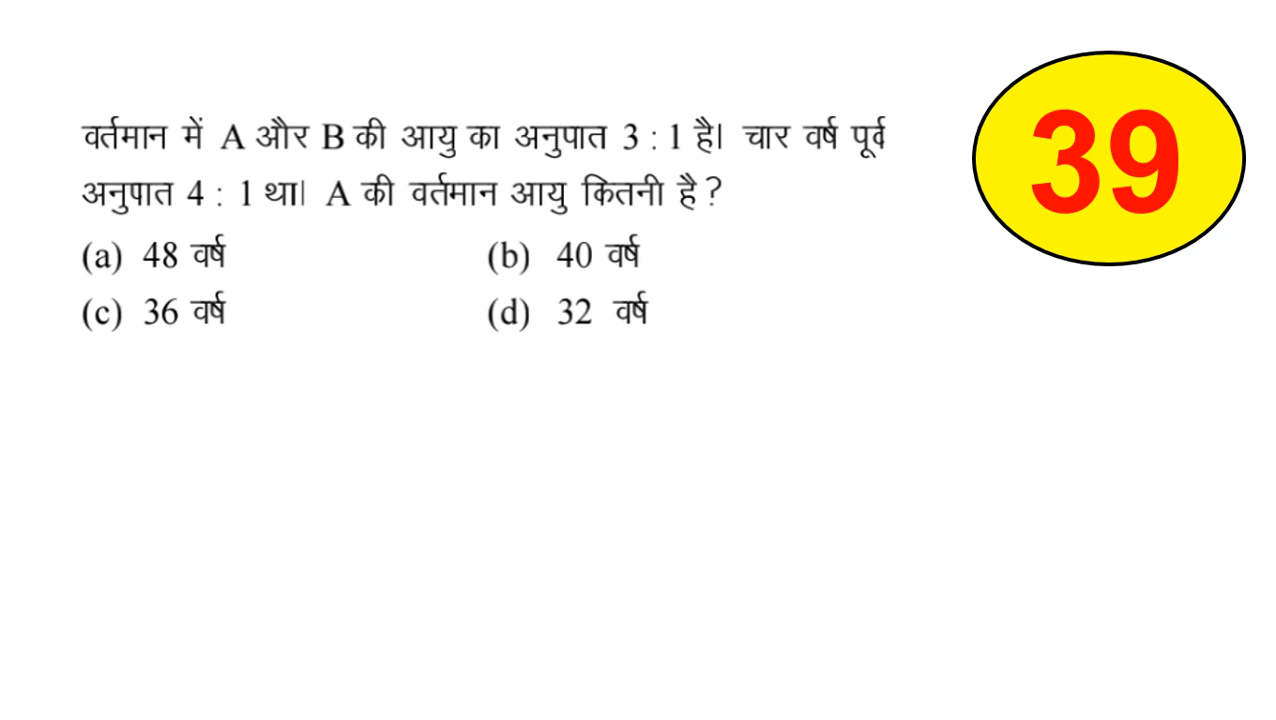 वर्तमान में A और B की आयु का अनुपात 3 : 1 है। चार वर्ष पूर्व
अनुपात 4 : 1 था। A की वर्तमान आयु कितनी है ?
(a) 48 वर्ष (b) 40 वर्ष
(c) 36 वर्ष (d) 32 वर्ष
39